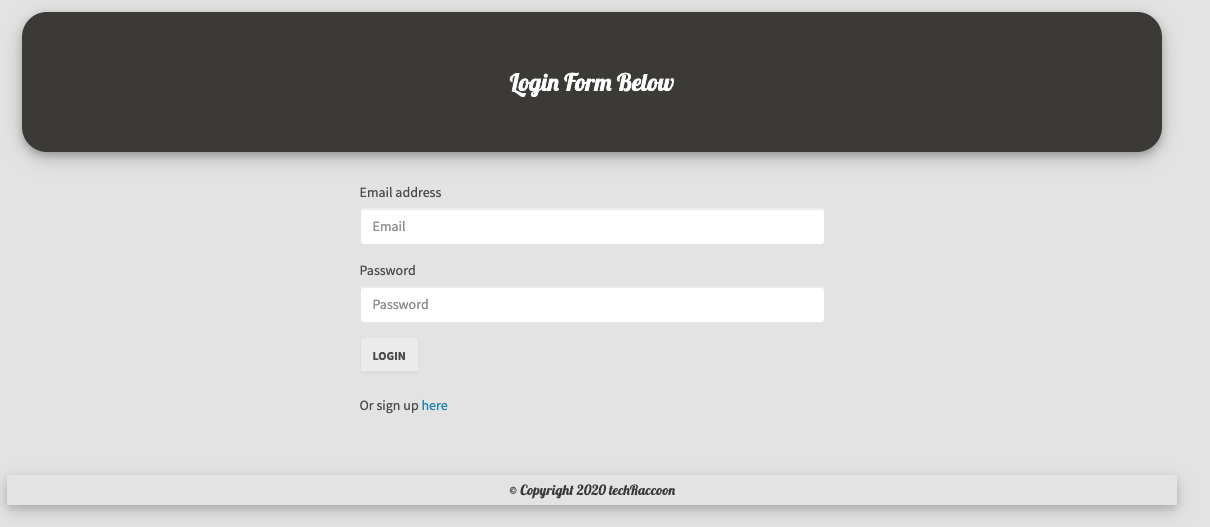 Login Form Below
Email address
Email
Password
Password
LOGIN
Or sign up here
© Copyright 2020 techRaccoon